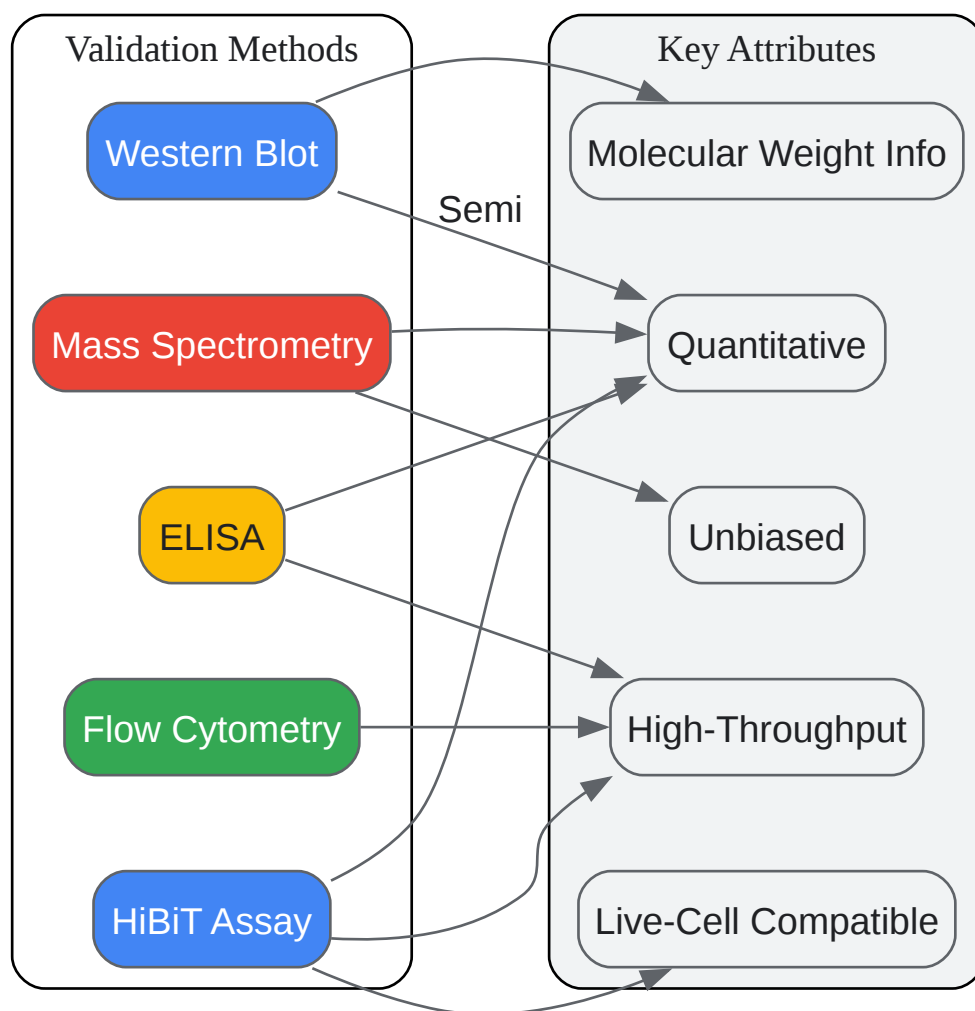 Validation Methods
Key Attributes
Western Blot
Molecular Weight Info
Semi
Mass Spectrometry
Quantitative
ELISA
Unbiased
Flow Cytometry
High-Throughput
HiBiT Assay
Live-Cell Compatible